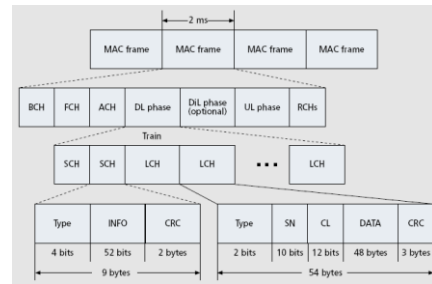 2 ms
MAC frame MAC frame MAC frame MAC frame
BCH FCH ACH DL phase DiL phase (optional) UL phase RCHs
Train
SCH SCH LCH LCH ... LCH
Type INFO CRC Type SN CL DATA CRC
4 bits 52 bits 2 bytes 2 bits 10 bits 12 bits 48 bytes 3 bytes
9 bytes 54 bytes